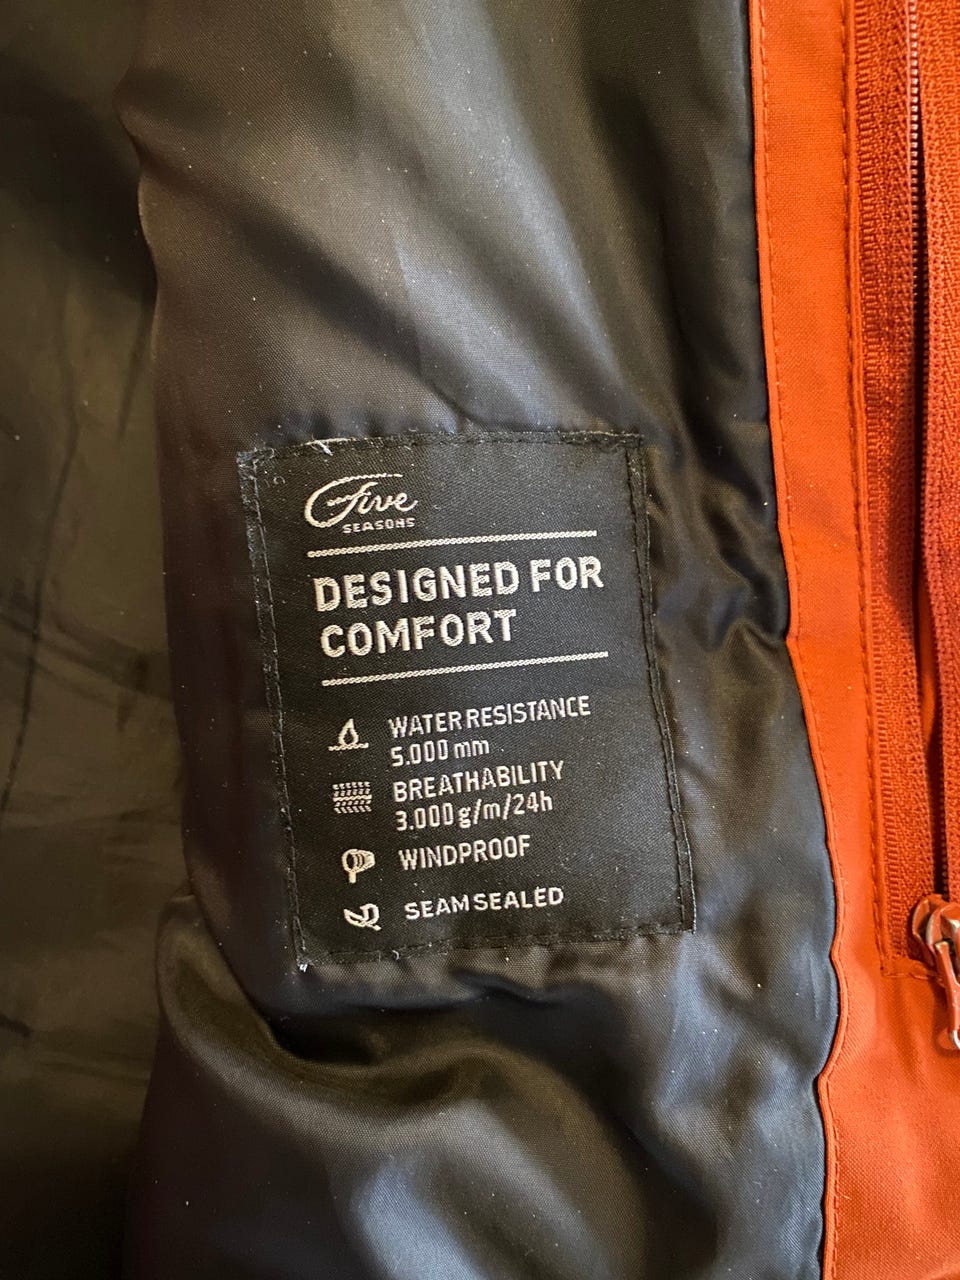 Five
SEASONS
DESIGNED FOR
COMFORT
WATER RESISTANCE
5.000 mm
BREATHABILITY
3.000 g/m/24h
WINDPROOF
SEAM SEALED